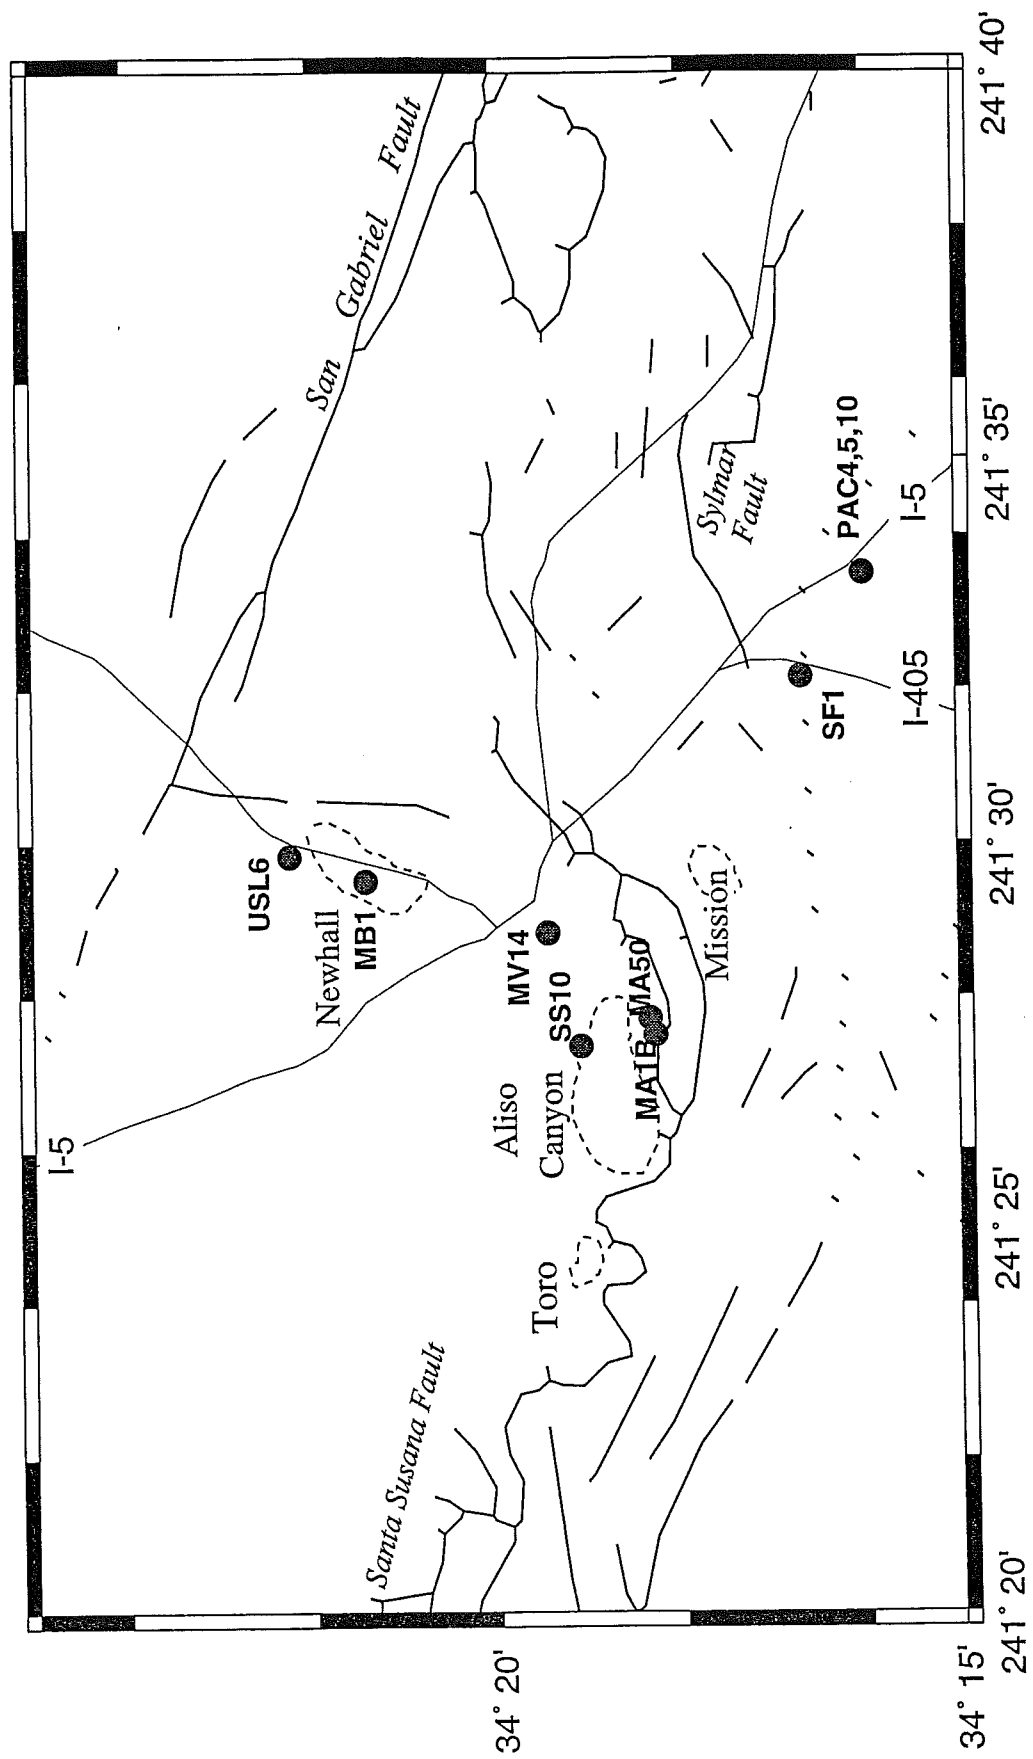 San Gabriel Fault
USL6
Newhall
MB1
MV14
SS10
Aliso
Canyon
MA50
MA1B
Mission
Toro
Santa Susana Fault
Sylmar
Fault
PAC4,5,10
SF1
I-5
I-405
I-5
34° 20'
34° 15'
241° 20'
241° 25'
241° 30'
241° 35'
241° 40'